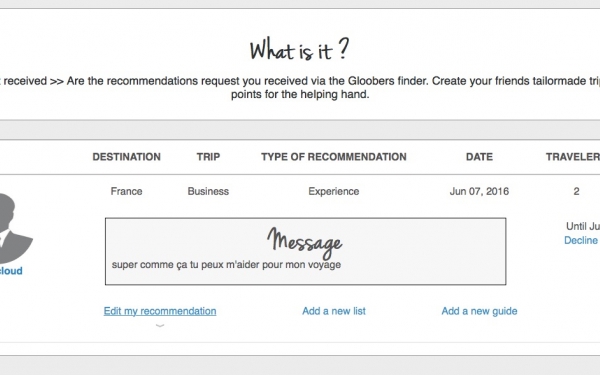 What is it ?
received >> Are the recommendations request you received via the Gloobers finder. Create your friends tailormade
points for the helping hand.
DESTINATION TRIP TYPE OF RECOMMENDATION DATE TRAVELER
France Business Experience Jun 07, 2016 2
Until
Decline
cloud
Message
super comme ça tu peux m'aider pour mon voyage
Edit my recommendation Add a new list Add a new guide